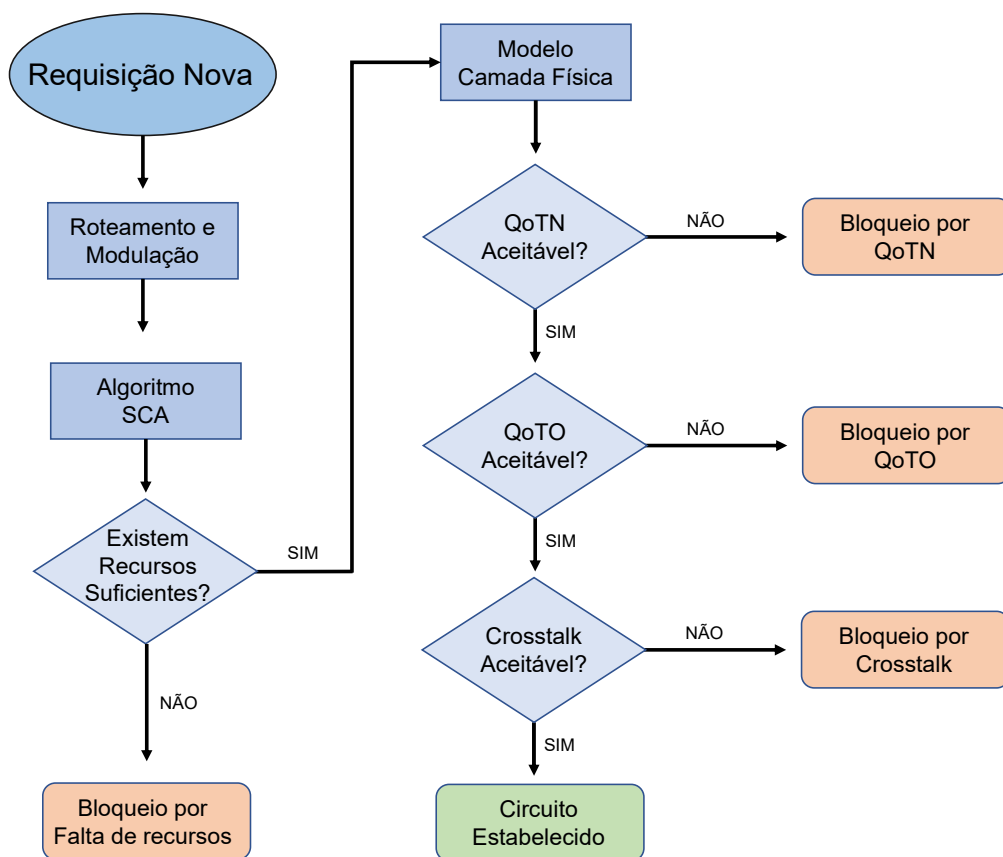 Requisição Nova
Roteamento e
Modulação
Algoritmo
SCA
Existem
Recursos
Suficientes?
SIM
NÃO
Bloqueio por
Falta de recursos
Modelo
Camada Física
QoTN
Aceitável?
NÃO
Bloqueio por
QoTN
SIM
QoTO
Aceitável?
NÃO
Bloqueio por
QoTO
SIM
Crosstalk
Aceitável?
NÃO
Bloqueio por
Crosstalk
SIM
Circuito
Estabelecido